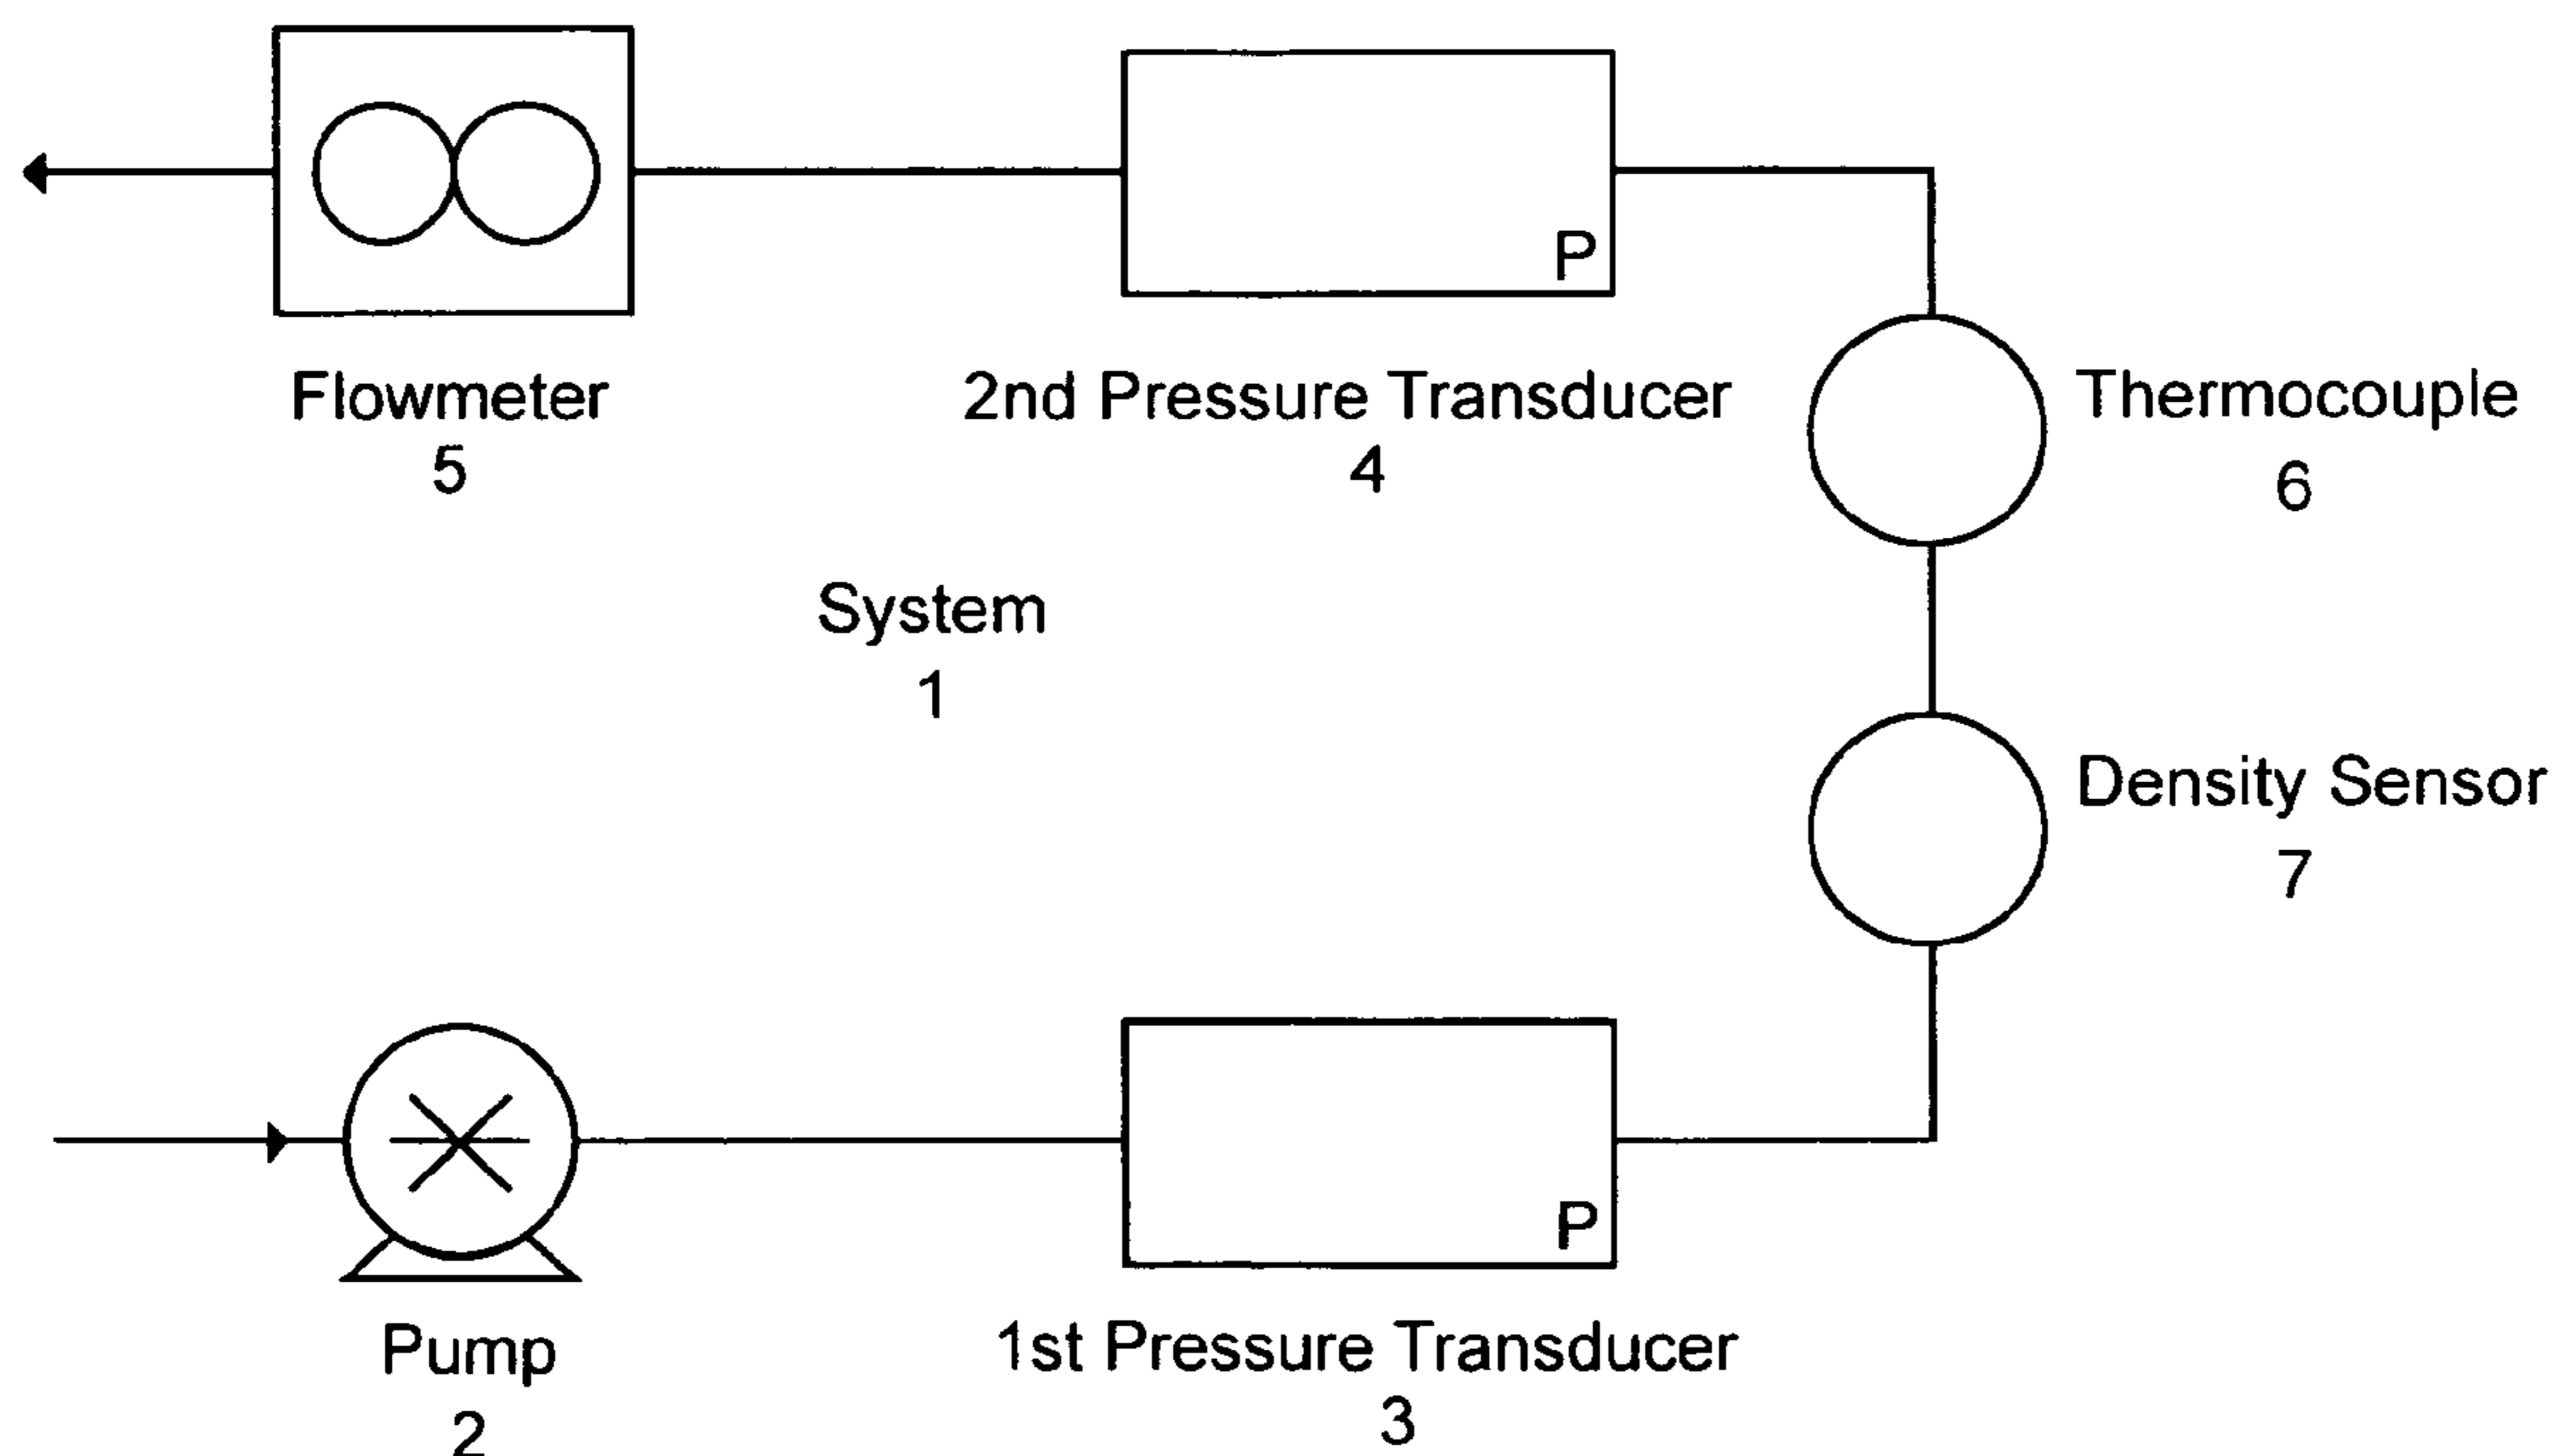 P
Flowmeter
5
2nd Pressure Transducer
4
Thermocouple
6
System
1
Density Sensor
7
P
Pump
2
1st Pressure Transducer
3